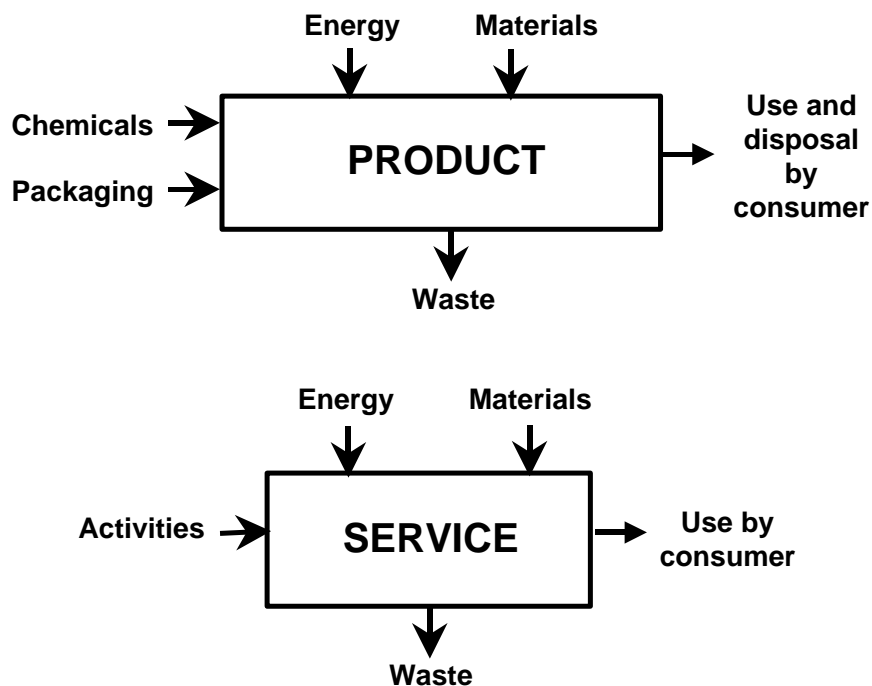 Energy
Materials
Chemicals
PRODUCT
Use and
disposal
by
consumer
Packaging
Waste
Energy
Materials
Activities
SERVICE
Use by
consumer
Waste